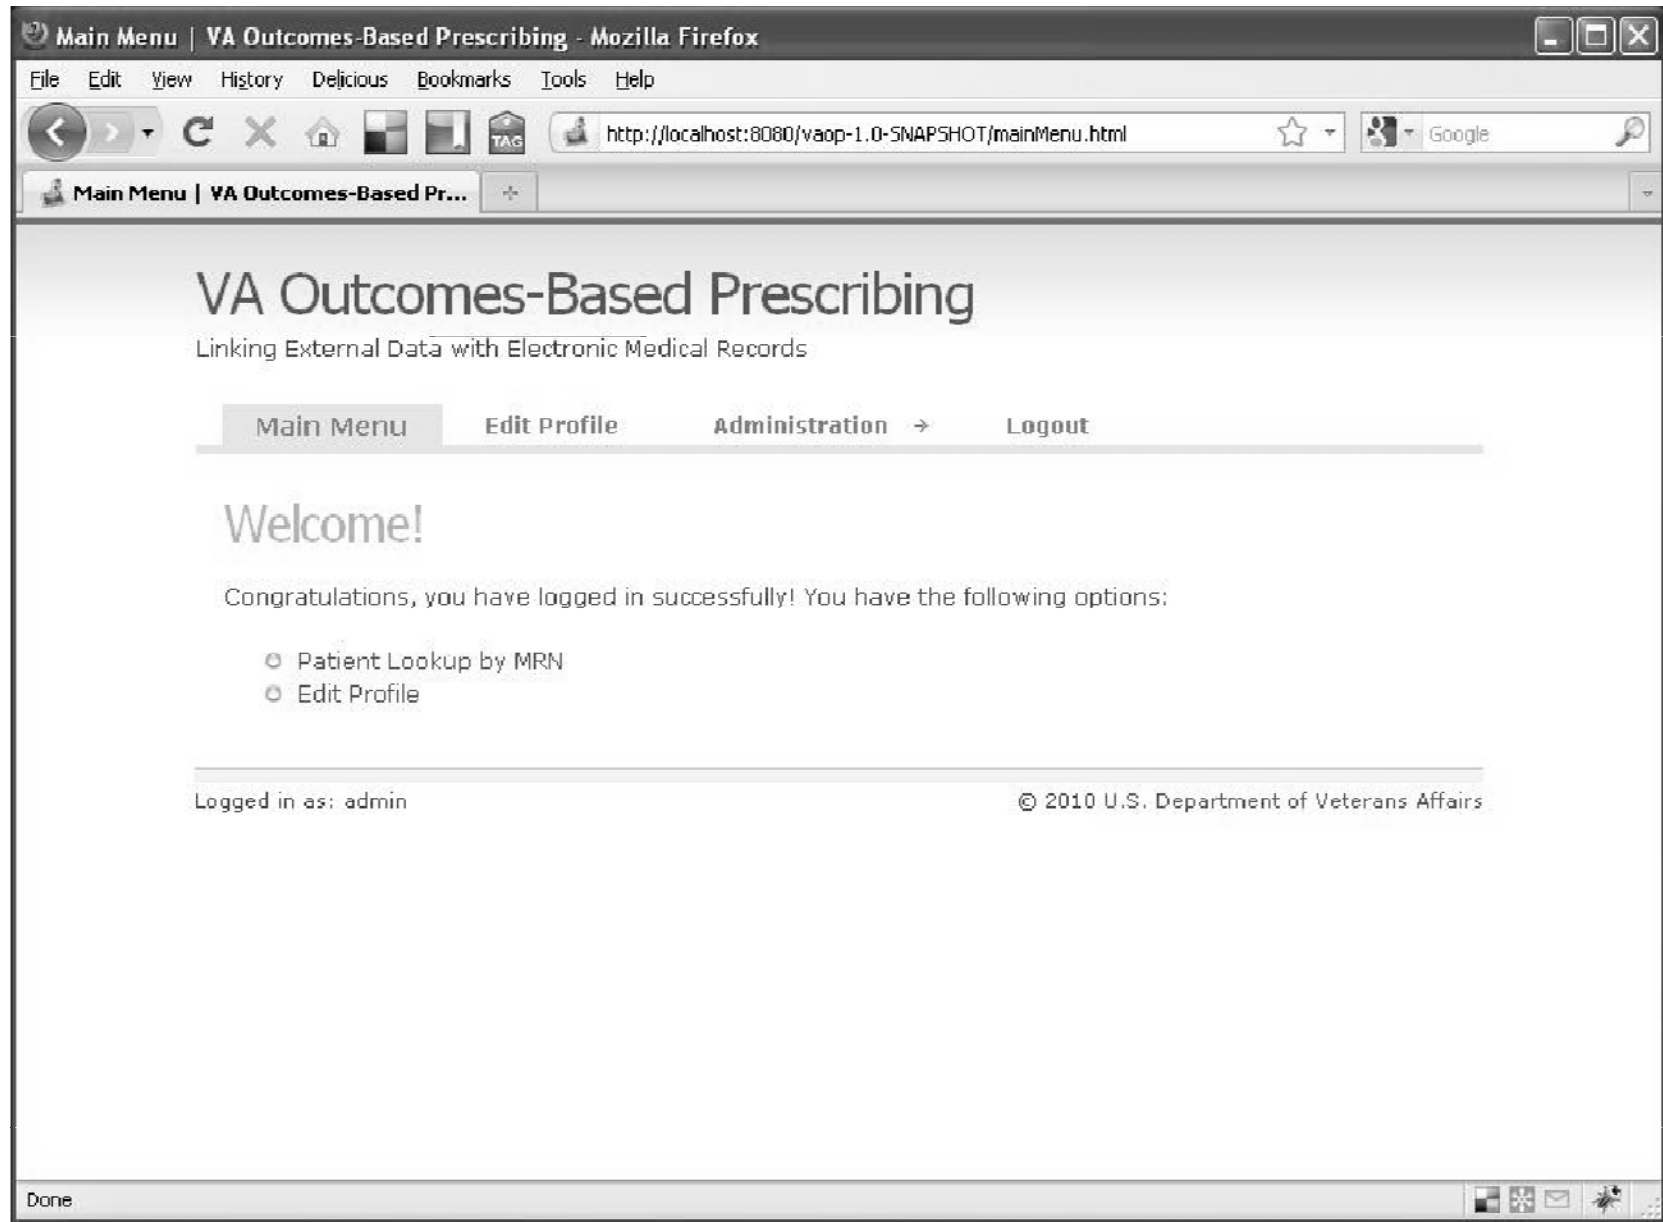 Main Menu | VA Outcomes-Based Prescribing - Mozilla Firefox
File Edit View History Delicious Bookmarks Tools Help
TAG http://localhost:8080/vaop-1.0-SNAPSHOT/mainMenu.html Google
Main Menu | VA Outcomes-Based Pr...
VA Outcomes-Based Prescribing
Linking External Data with Electronic Medical Records
Main Menu Edit Profile Administration → Logout
Welcome!
Congratulations, you have logged in successfully! You have the following options:
Patient Lookup by MRN
Edit Profile
Logged in as: admin © 2010 U.S. Department of Veterans Affairs
Done